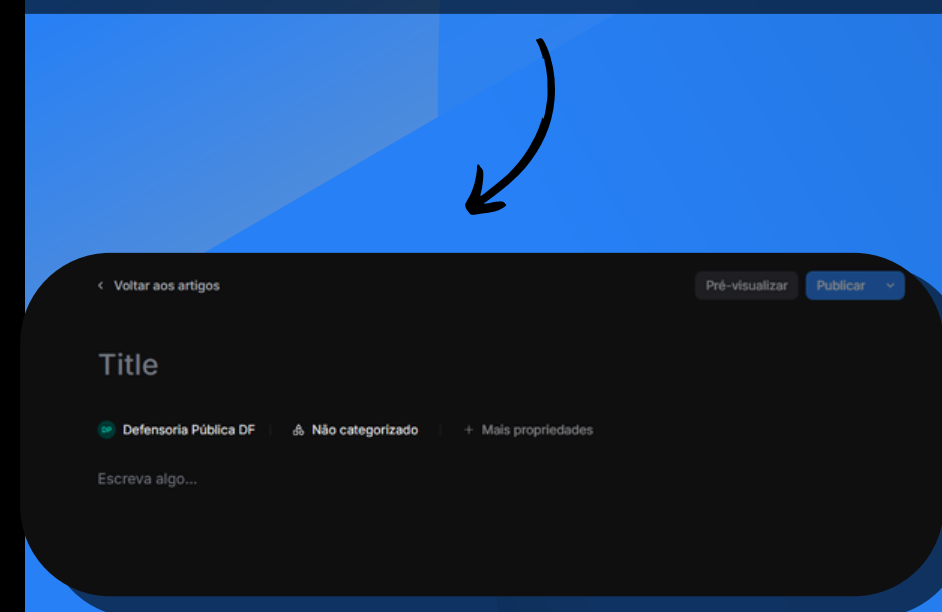 Voltar aos artigos
Pré-visualizar
Publicar
Title
DP Defensoria Pública DF
Não categorizado
+ Mais propriedades
Escreva algo...